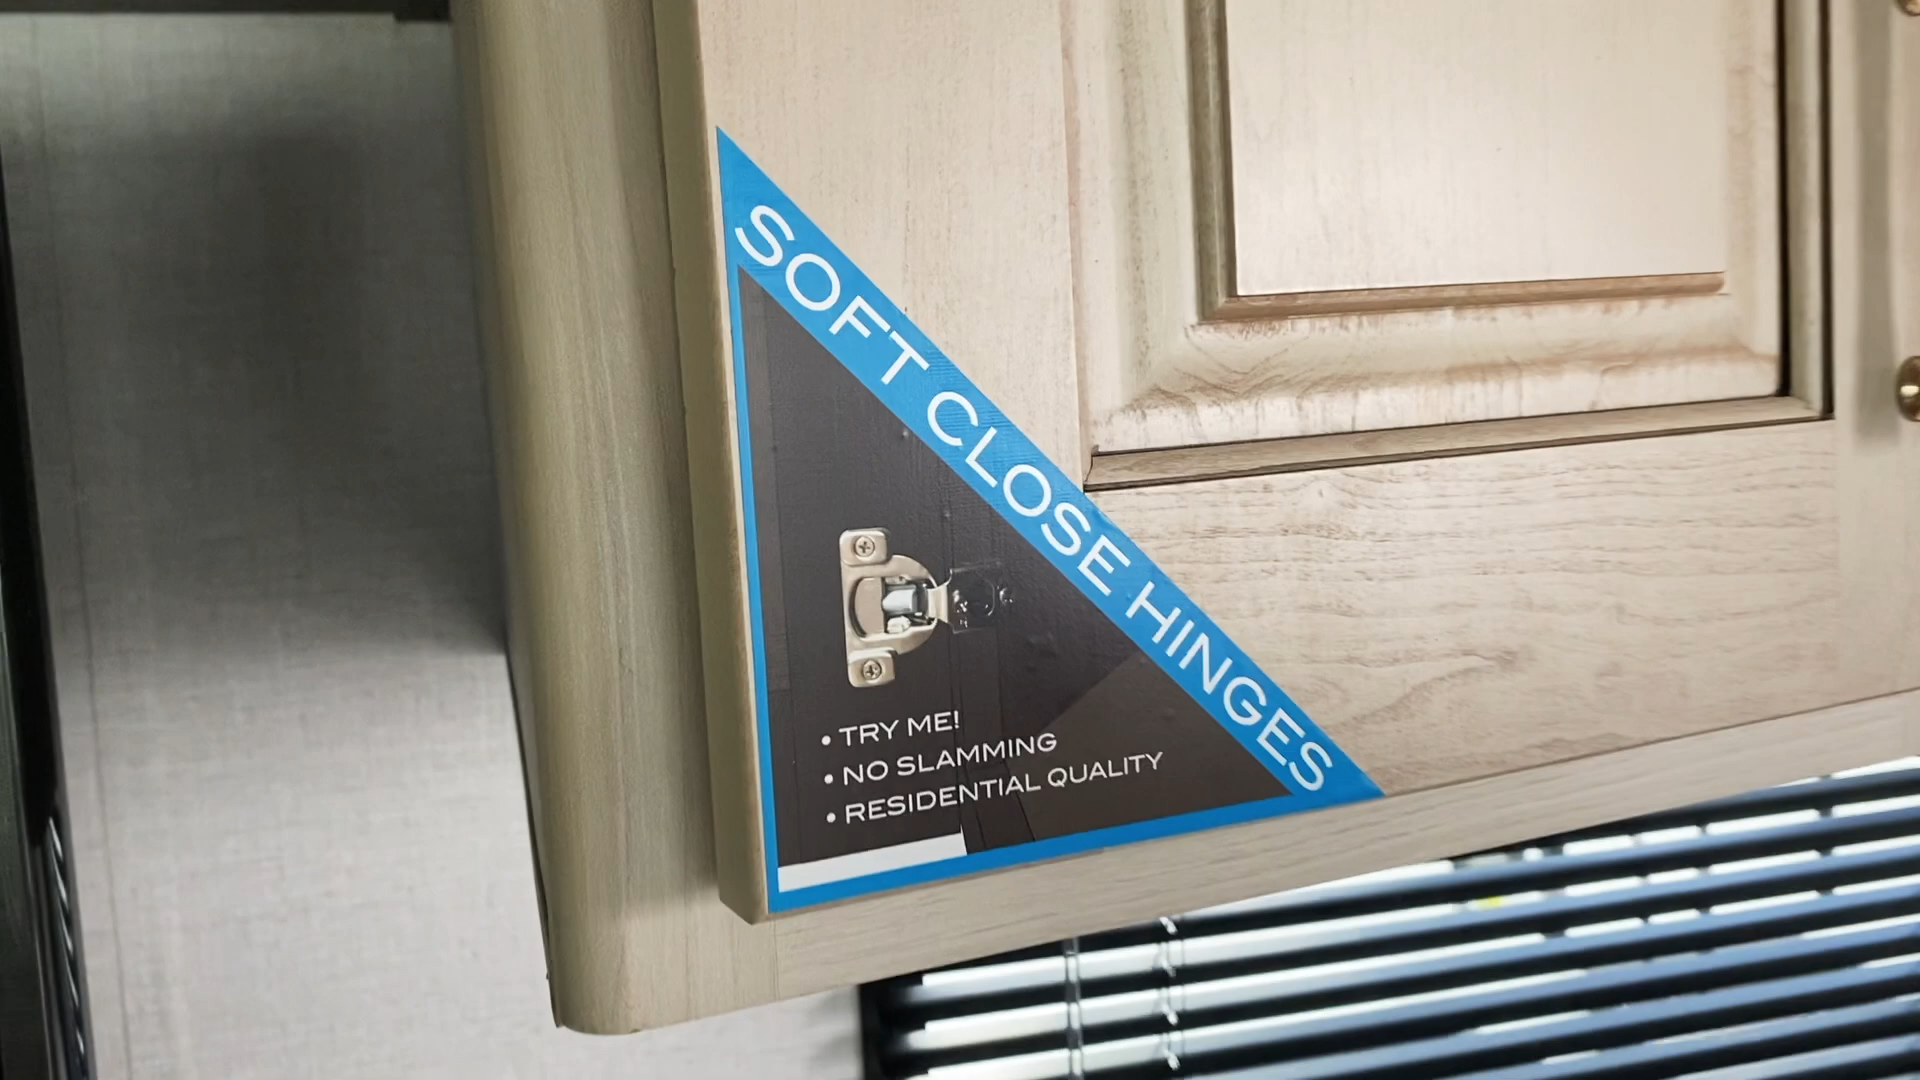 SOFT CLOSE HINGES
• TRY ME!
• NO SLAMMING
• RESIDENTIAL QUALITY